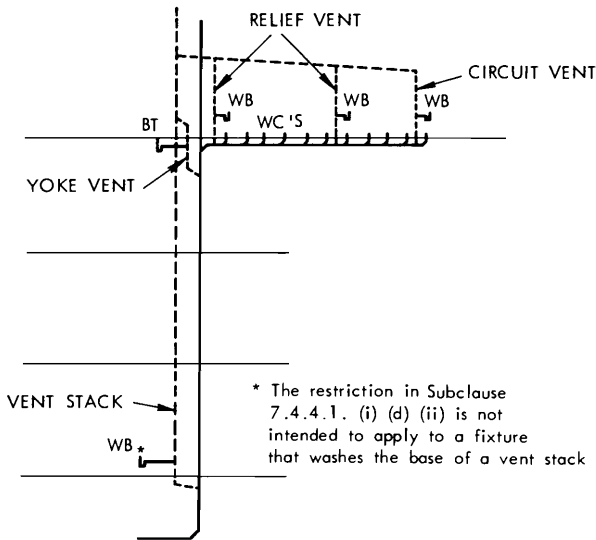 RELIEF VENT
CIRCUIT VENT
WB
WB
WB
WC'S
BT
YOKE VENT
VENT STACK
WB *
* The restriction in Subclause
7.4.4.1. (i) (d) (ii) is not
intended to apply to a fixture
that washes the base of a vent stack